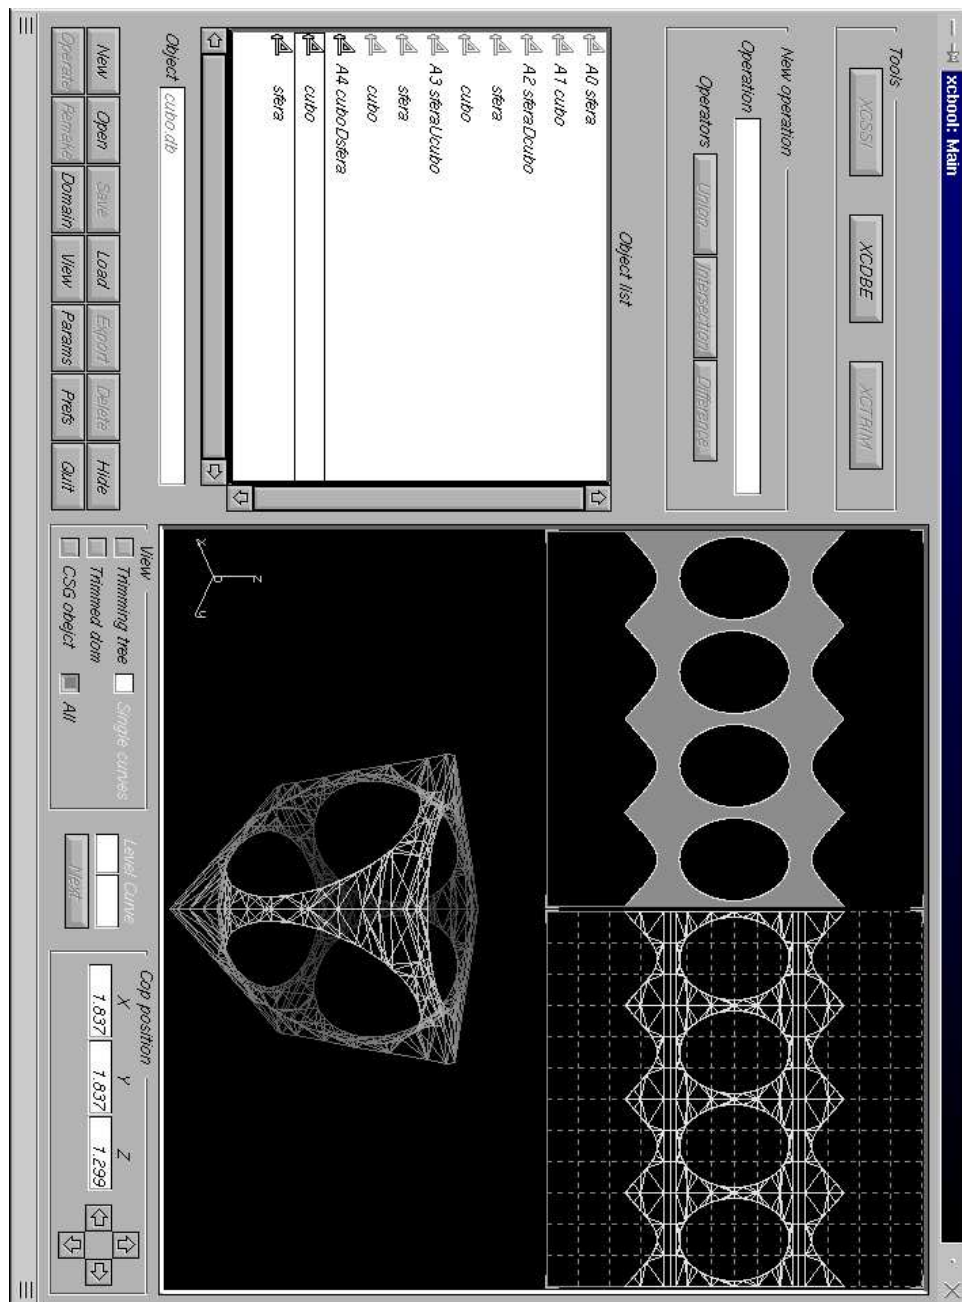 xcbool: Main
Tools
XCSSI XCDBE XCTRIM
New operation
Operation
Operators Union Intersection Difference
Object list
A0 sfera
A1 cubo
A2 sferaDcubo
sfera
cubo
A3 sferaUcubo
sfera
cubo
A4 cuboDsfera
cubo
sfera
Object cubo.db
New Open Save Load Export Delete Hide
Operate Remake Domain View Params Prefs Quit
z
x
y
View
Trimming tree Single curves
Trimmed dom
CSG obejct All
Level Curve
Next
Cop position
X Y Z
1.837 1.837 1.299